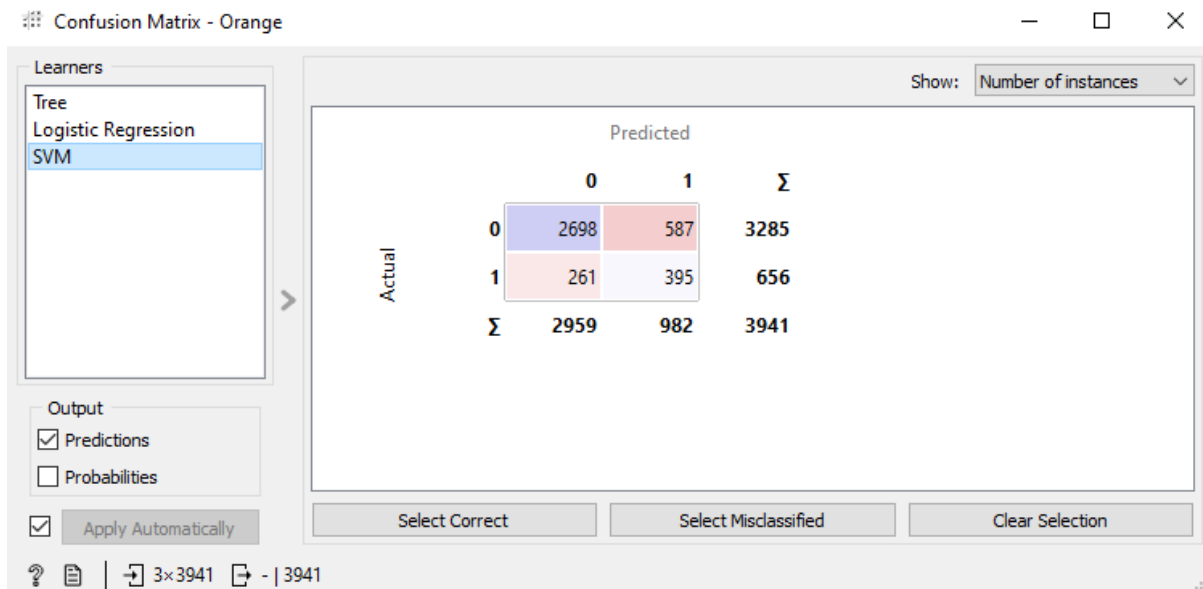 Confusion Matrix - Orange
Learners
Tree
Logistic Regression
SVM
Output
Predictions
Probabilities
Apply Automatically
Show: Number of instances
Predicted
0 1 Σ
Actual
0 2698 587 3285
1 261 395 656
Σ 2959 982 3941
Select Correct Select Misclassified Clear Selection
? 3×3941 - | 3941